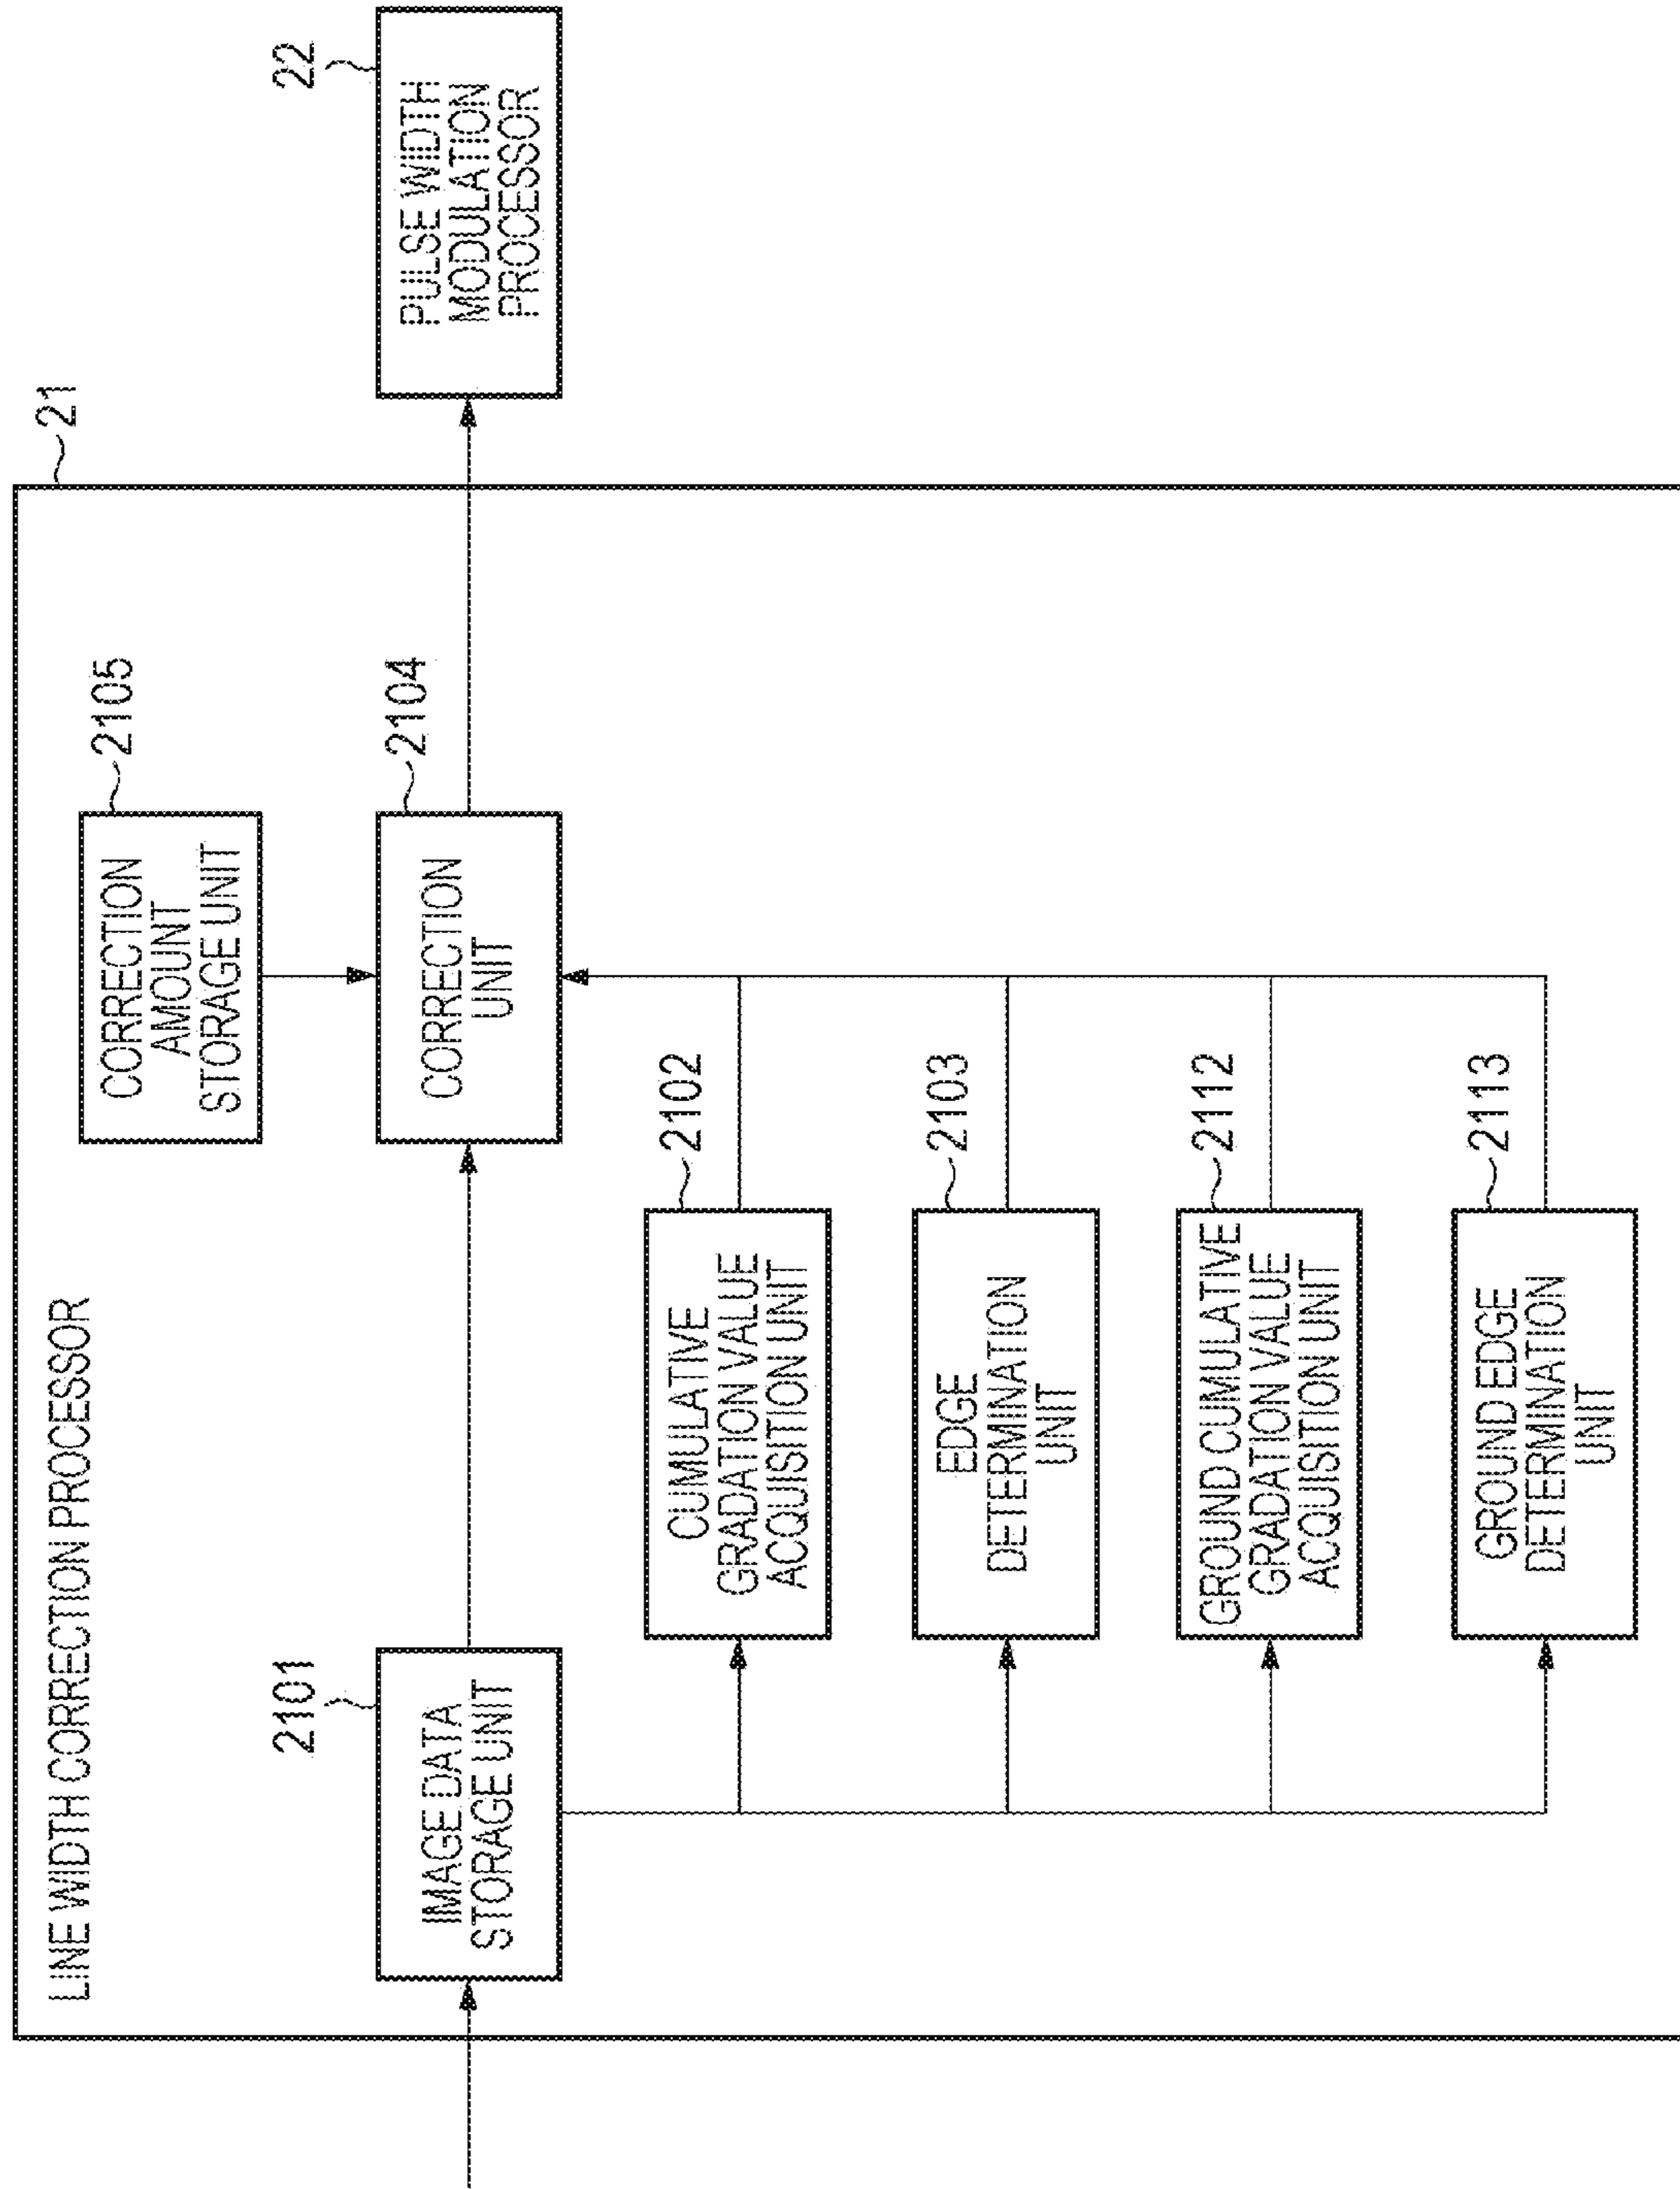 LINE WIDTH CORRECTION PROCESSOR
21
2105
CORRECTION
AMOUNT
STORAGE UNIT
2101
IMAGE DATA
STORAGE UNIT
2104
CORRECTION
UNIT
22
PULSE WIDTH
MODULATION
PROCESSOR
2102
CUMULATIVE
GRADATION VALUE
ACQUISITION UNIT
2103
EDGE
DETERMINATION
UNIT
2112
GROUND CUMULATIVE
GRADATION VALUE
ACQUISITION UNIT
2113
GROUND EDGE
DETERMINATION
UNIT